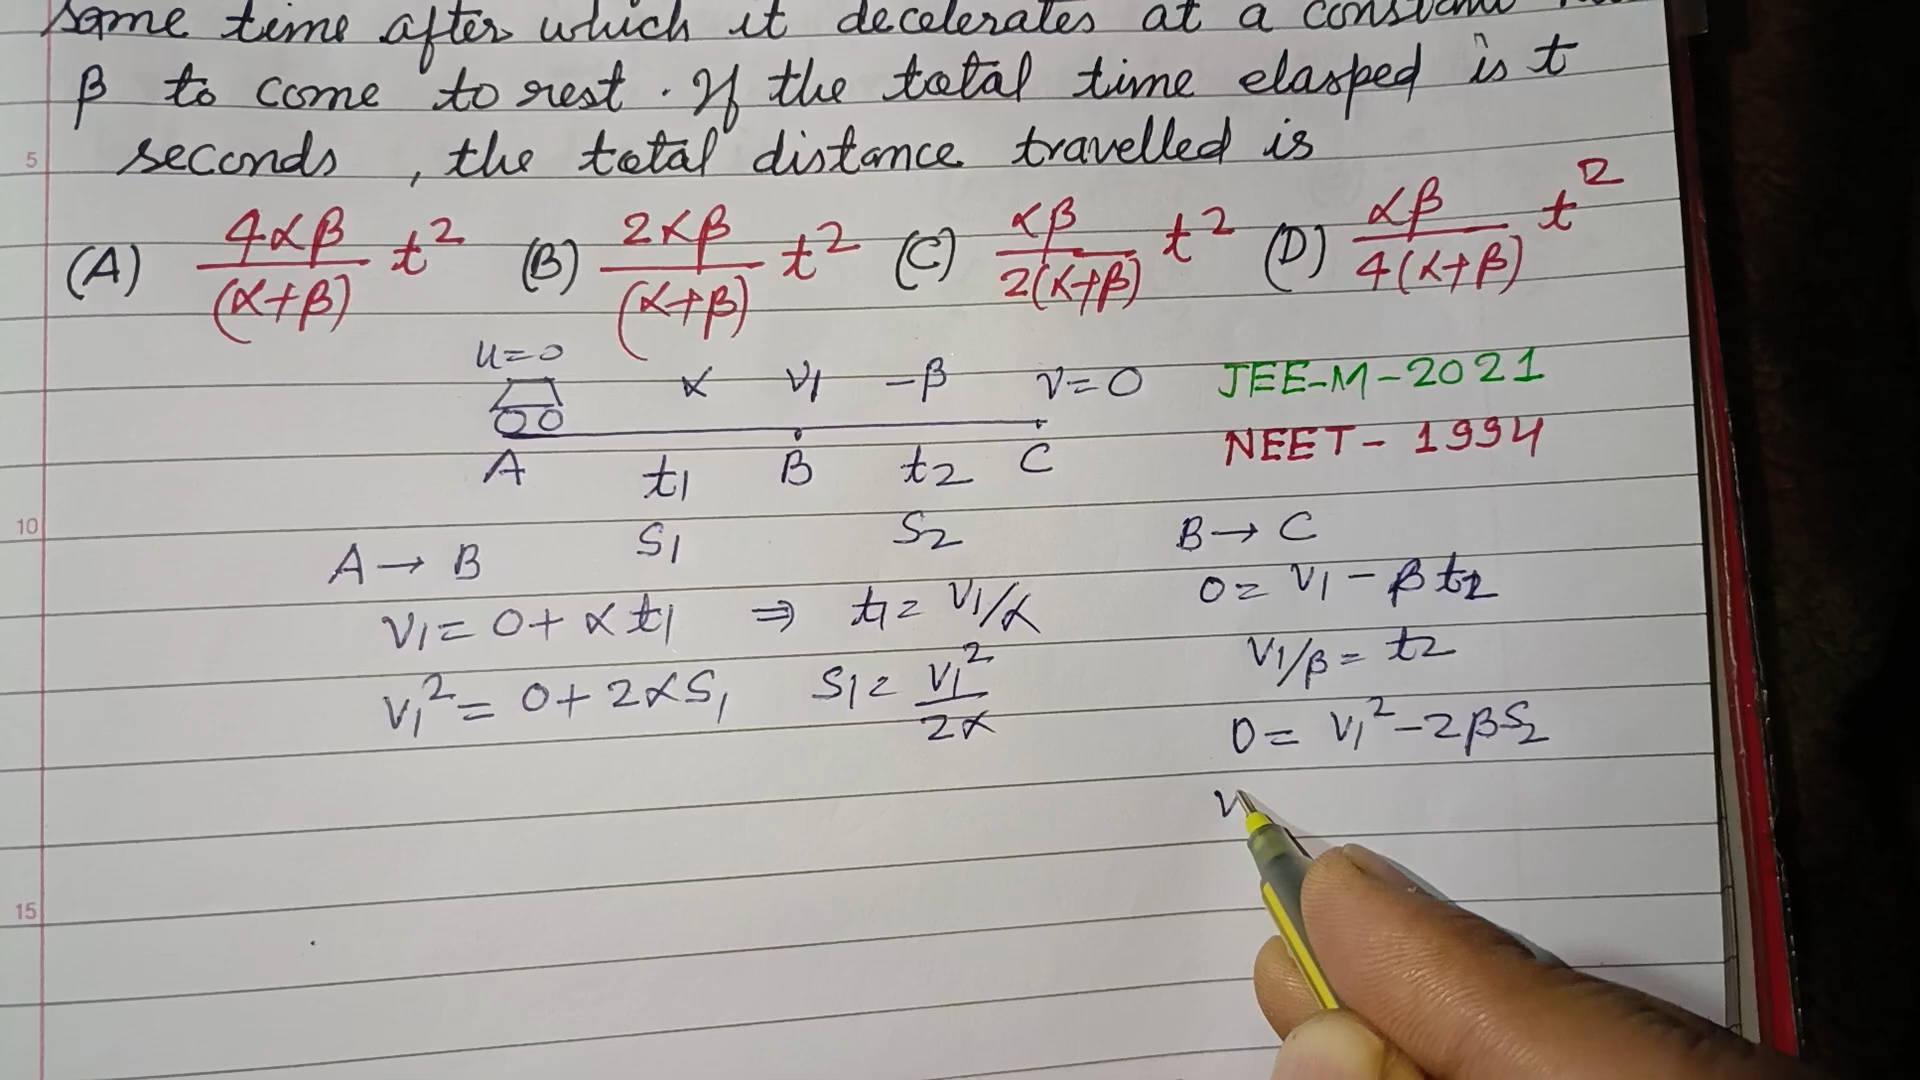 some time after which it decelerates at a constant
β to come to rest. If the total time elasped is t
5
seconds, the total distance travelled is
(A) 4αβ/(α+β) t² (B) 2αβ/(α+β) t² (C) αβ/2(α+β) t² (D) αβ/4(α+β) t²
u=0 α v₁ -β v=0 JEE-M-2021
A t₁ B t₂ C NEET-1994
10
S₁ S₂
A → B B → C
v₁ = 0 + αt₁ ⇒ t₁ = v₁/α 0 = v₁ - βt₂
v₁/β = t₂
v₁² = 0 + 2αS₁ S₁ = v₁²/2α
0 = v₁² - 2βS₂
v
15